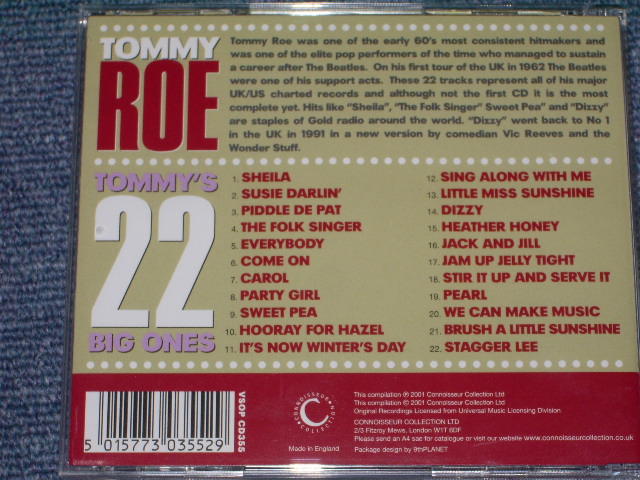 TOMMY
ROE
Tommy Roe was one of the early 60's most consistent hitmakers and
was one of the elite pop performers of the time who managed to sustain
a career after The Beatles. On his first tour of the UK in 1962 The Beatles
were one of his support acts. These 22 tracks represent all of his major
UK/US charted records and although not the first CD it is the most
complete yet. Hits like "Sheila", "The Folk Singer" Sweet Pea" and "Dizzy"
are staples of Gold radio around the world. "Dizzy" went back to No 1
in the UK in 1991 in a new version by comedian Vic Reeves and the
Wonder Stuff.
TOMMY'S
22
BIG ONES
1. SHEILA
2. SUSIE DARLIN'
3. PIDDLE DE PAT
4. THE FOLK SINGER
5. EVERYBODY
6. COME ON
7. CAROL
8. PARTY GIRL
9. SWEET PEA
10. HOORAY FOR HAZEL
11. IT'S NOW WINTER'S DAY
12. SING ALONG WITH ME
13. LITTLE MISS SUNSHINE
14. DIZZY
15. HEATHER HONEY
16. JACK AND JILL
17. JAM UP JELLY TIGHT
18. STIR IT UP AND SERVE IT
19. PEARL
20. WE CAN MAKE MUSIC
21. BRUSH A LITTLE SUNSHINE
22. STAGGER LEE
5 015773 035529
VSOP CD355
CONNOISSEUR COLLECTION
Made in England
This compilation ℗ 2001 Connoisseur Collection Ltd
This compilation © 2001 Connoisseur Collection Ltd
Original Recordings Licensed from Universal Music Licensing Division
CONNOISSEUR COLLECTION LTD
2/3 Fitzroy Mews, London W1T 6DF
Please send an A4 sae for catalogue or visit our website www.connoisseurcollection.co.uk
Package design by 9thPLANET